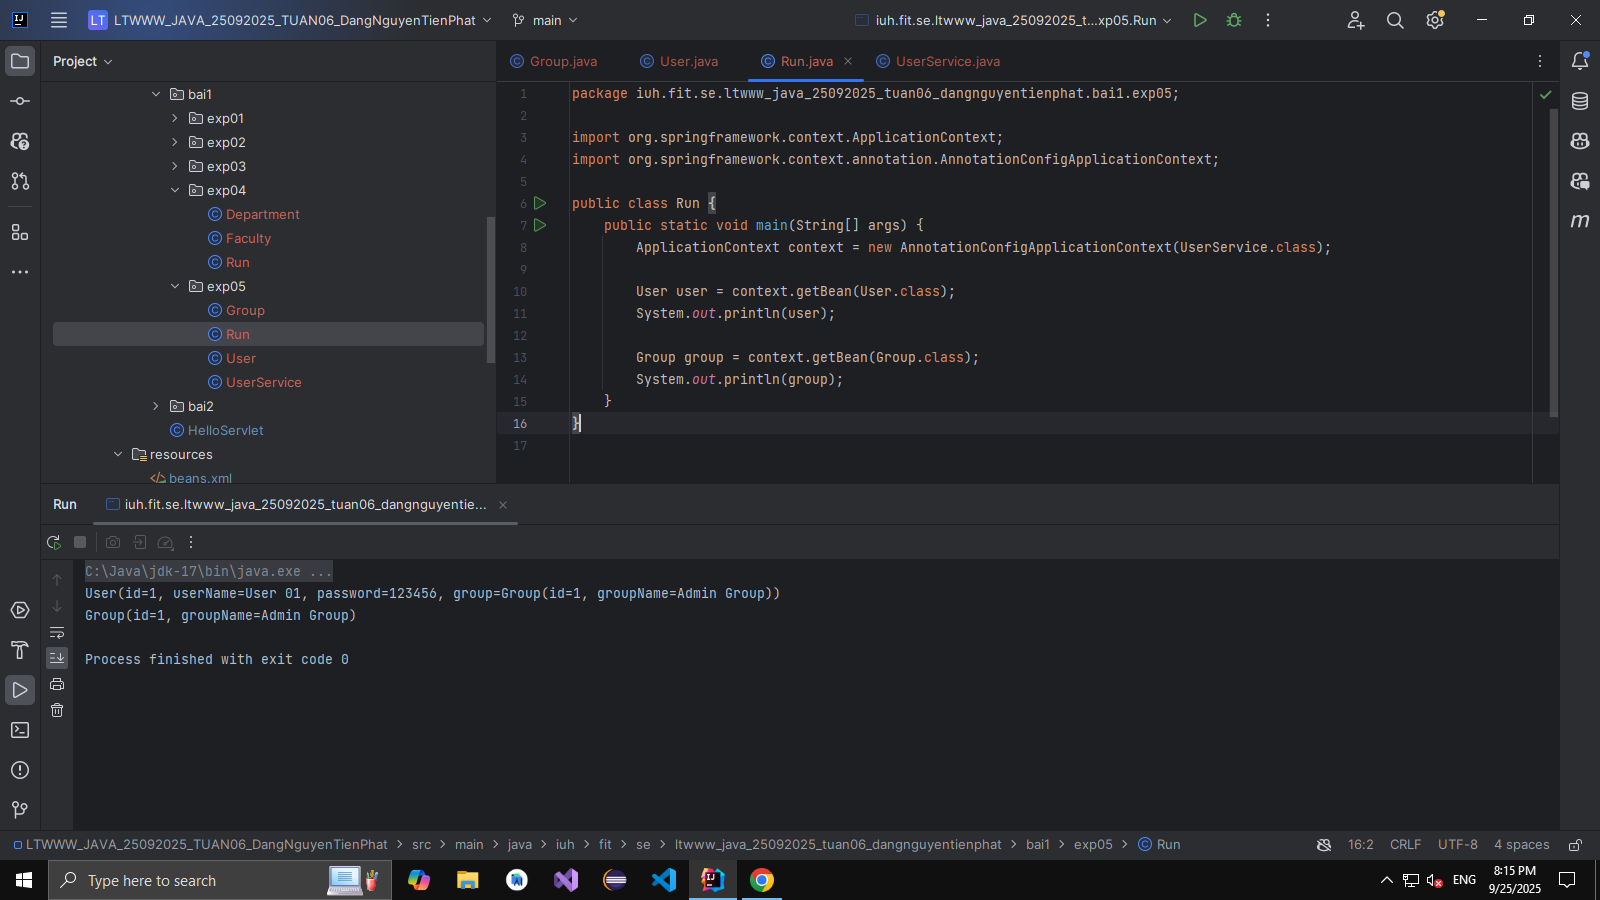 LT LTWWW_JAVA_25092025_TUAN06_DangNguyenTienPhat main iuh.fit.se.ltwww_java_25092025_t...xp05.Run
Project
bai1
exp01
exp02
exp03
exp04
Department
Faculty
Run
exp05
Group
Run
User
UserService
bai2
HelloServlet
resources
beans.xml
Group.java User.java Run.java UserService.java
1 package iuh.fit.se.ltwww_java_25092025_tuan06_dangnguyentienphat.bai1.exp05;
2
3 import org.springframework.context.ApplicationContext;
4 import org.springframework.context.annotation.AnnotationConfigApplicationContext;
5
6 public class Run {
7 public static void main(String[] args) {
8 ApplicationContext context = new AnnotationConfigApplicationContext(UserService.class);
9
10 User user = context.getBean(User.class);
11 System.out.println(user);
12
13 Group group = context.getBean(Group.class);
14 System.out.println(group);
15 }
16 }
17
Run iuh.fit.se.ltwww_java_25092025_tuan06_dangnguyentie...
C:\Java\jdk-17\bin\java.exe ...
User(id=1, userName=User 01, password=123456, group=Group(id=1, groupName=Admin Group))
Group(id=1, groupName=Admin Group)
Process finished with exit code 0
LTWWW_JAVA_25092025_TUAN06_DangNguyenTienPhat > src > main > java > iuh > fit > se > ltwww_java_25092025_tuan06_dangnguyentienphat > bai1 > exp05 > Run 16:2 CRLF UTF-8 4 spaces
Type here to search
ENG
8:15 PM
9/25/2025